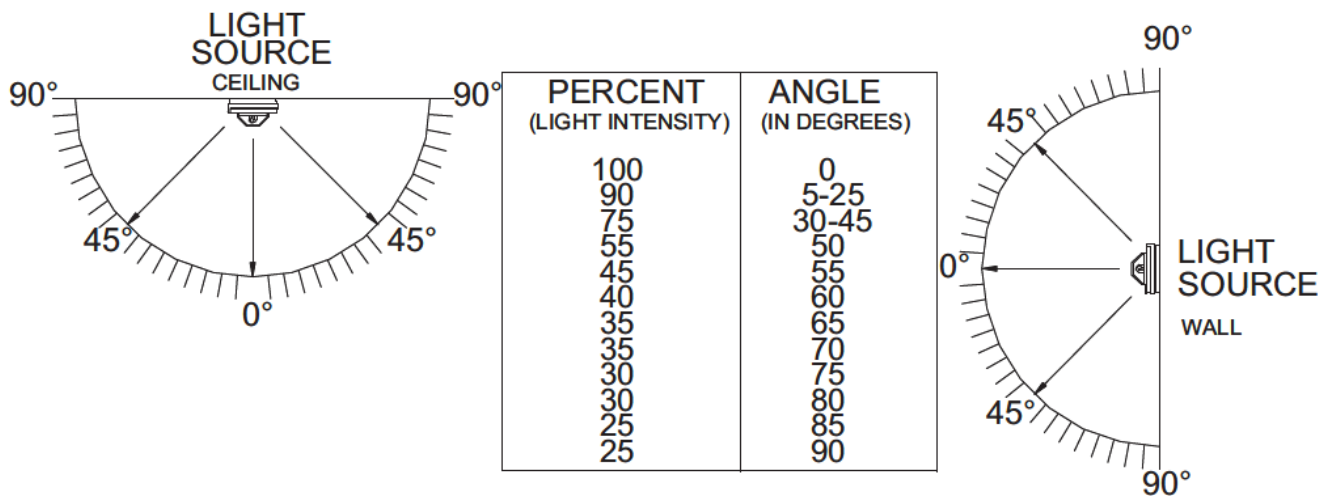 LIGHT
SOURCE
CEILING
90°
90°
45°
45°
0°
PERCENT ANGLE
(LIGHT INTENSITY) (IN DEGREES)
100 0
90 5-25
75 30-45
55 50
45 55
40 60
35 65
35 70
30 75
30 80
25 85
25 90
90°
45°
0°
LIGHT
SOURCE
WALL
45°
90°